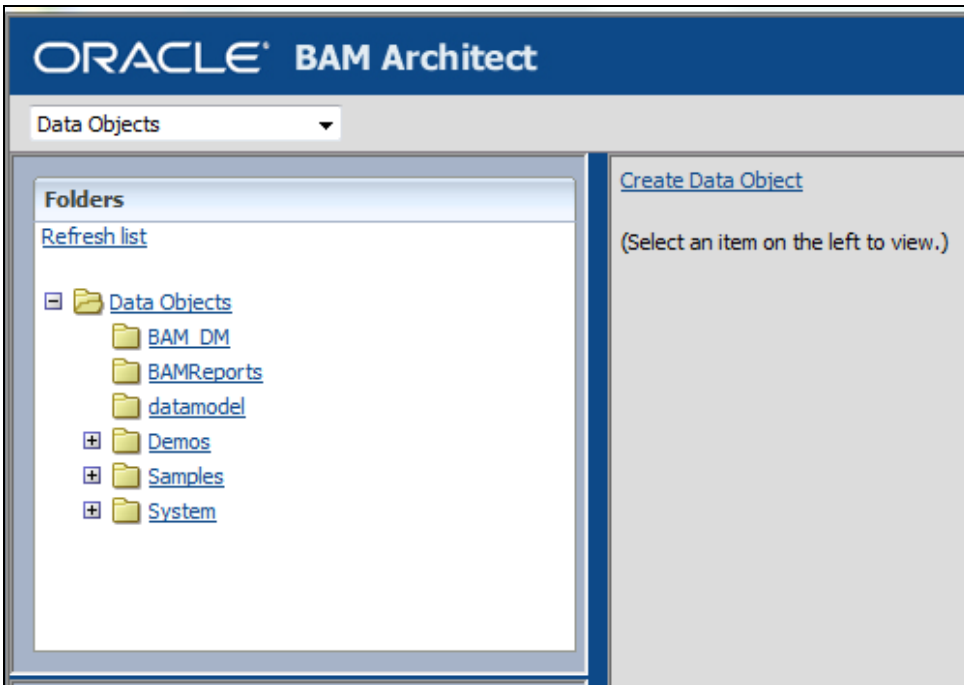 ORACLE BAM Architect
Data Objects
Folders
Refresh list
Data Objects
BAM_DM
BAMReports
datamodel
Demos
Samples
System
Create Data Object
(Select an item on the left to view.)